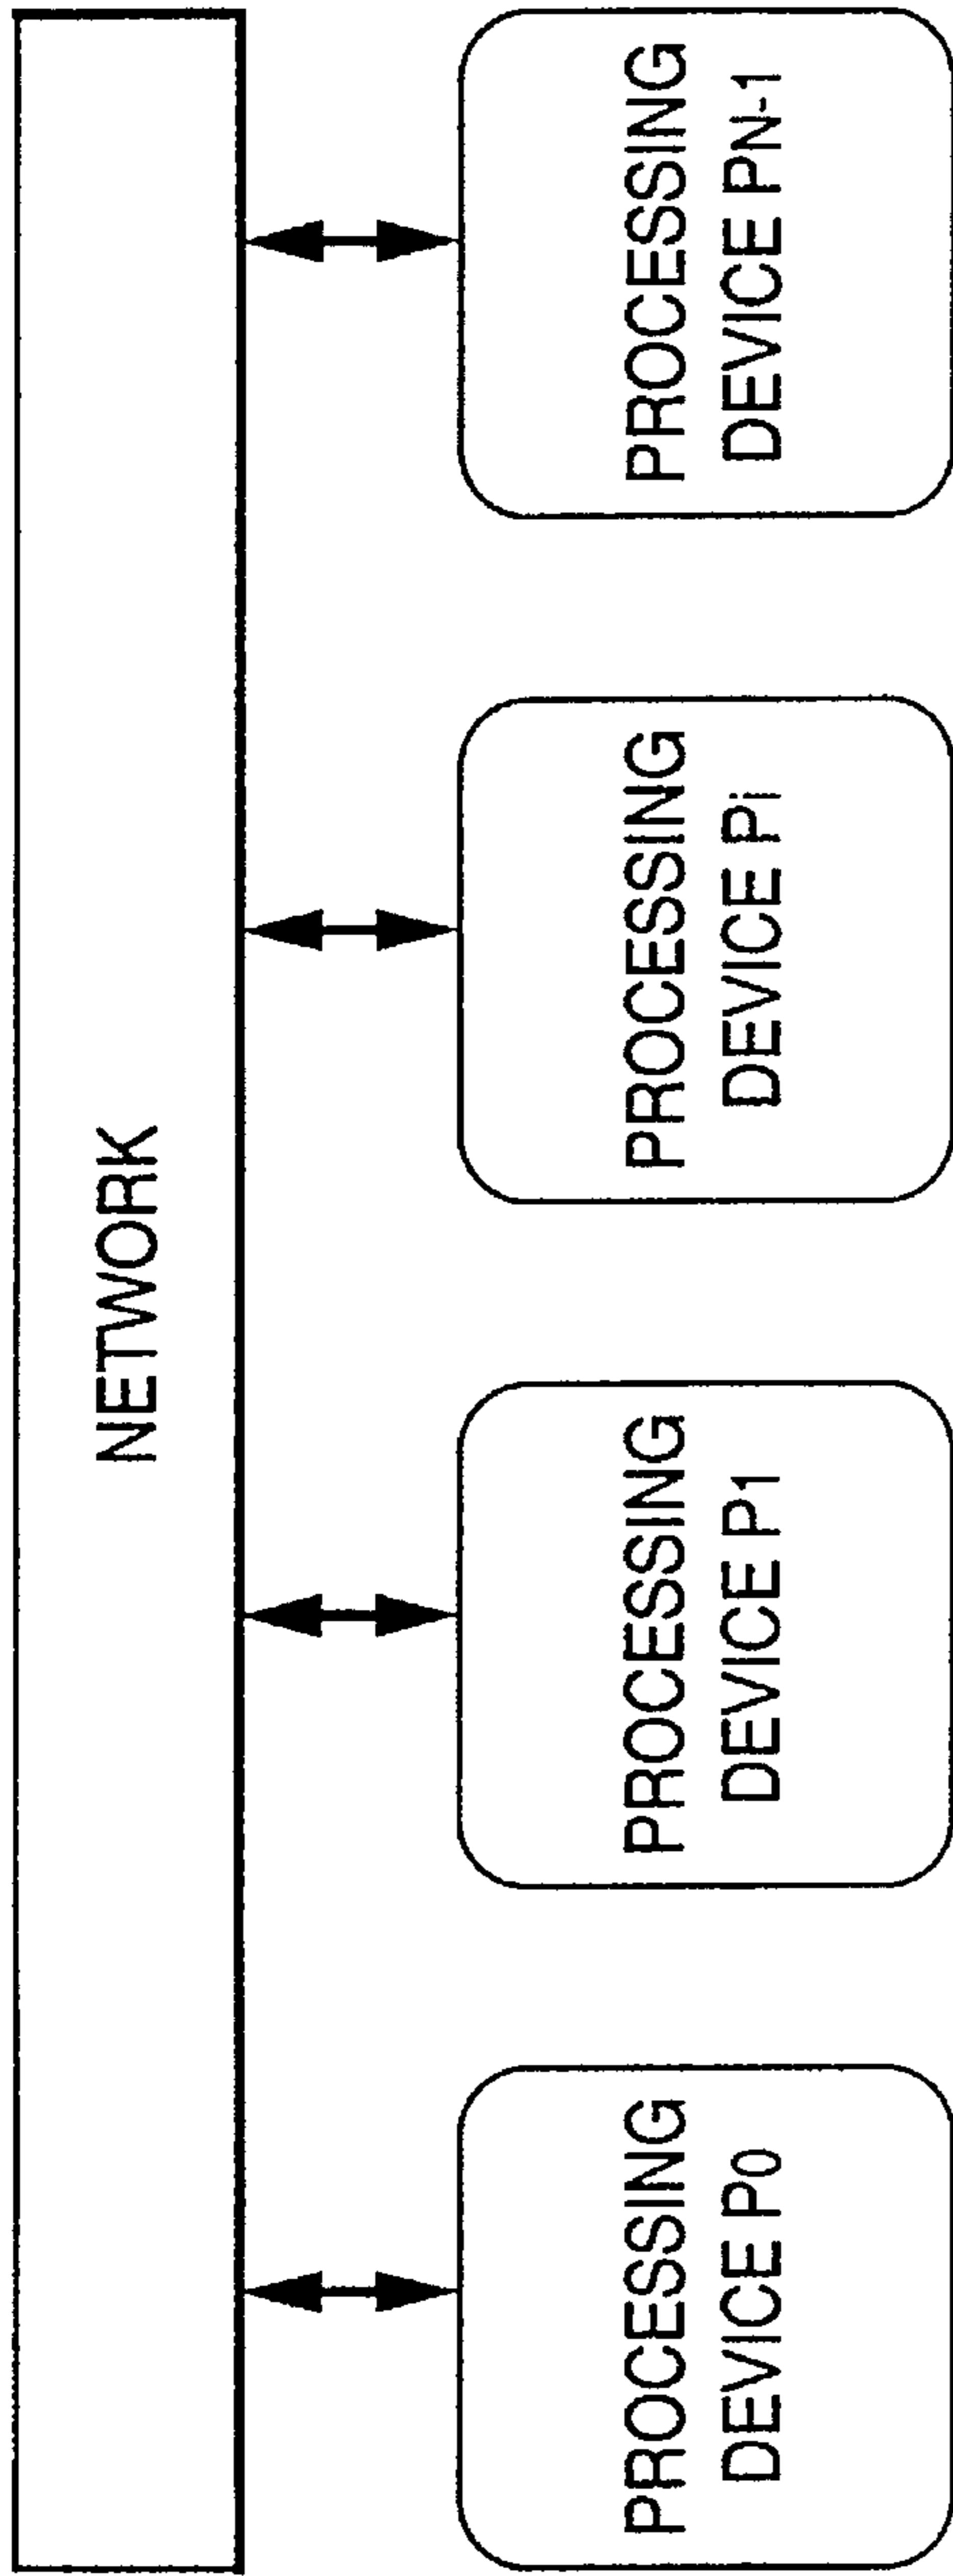 NETWORK
PROCESSING
DEVICE P0
PROCESSING
DEVICE P1
PROCESSING
DEVICE Pi
PROCESSING
DEVICE PN-1